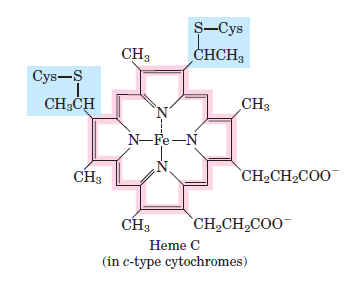 S—Cys
CH₃
CHCH₃
Cys—S
CH₃CH
CH₃
N
N—Fe—N
N
CH₃
CH₂CH₂COO⁻
CH₃
CH₂CH₂COO⁻
Heme C
(in c-type cytochromes)